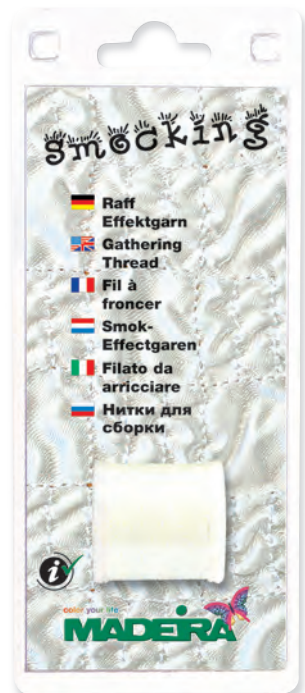 smocking
Raff
Effektgarn
Gathering
Thread
Fil à
froncer
Smok-
Effectgaren
Filato da
arricciare
Нитки для
сборки
i
color your life
MADEIRA